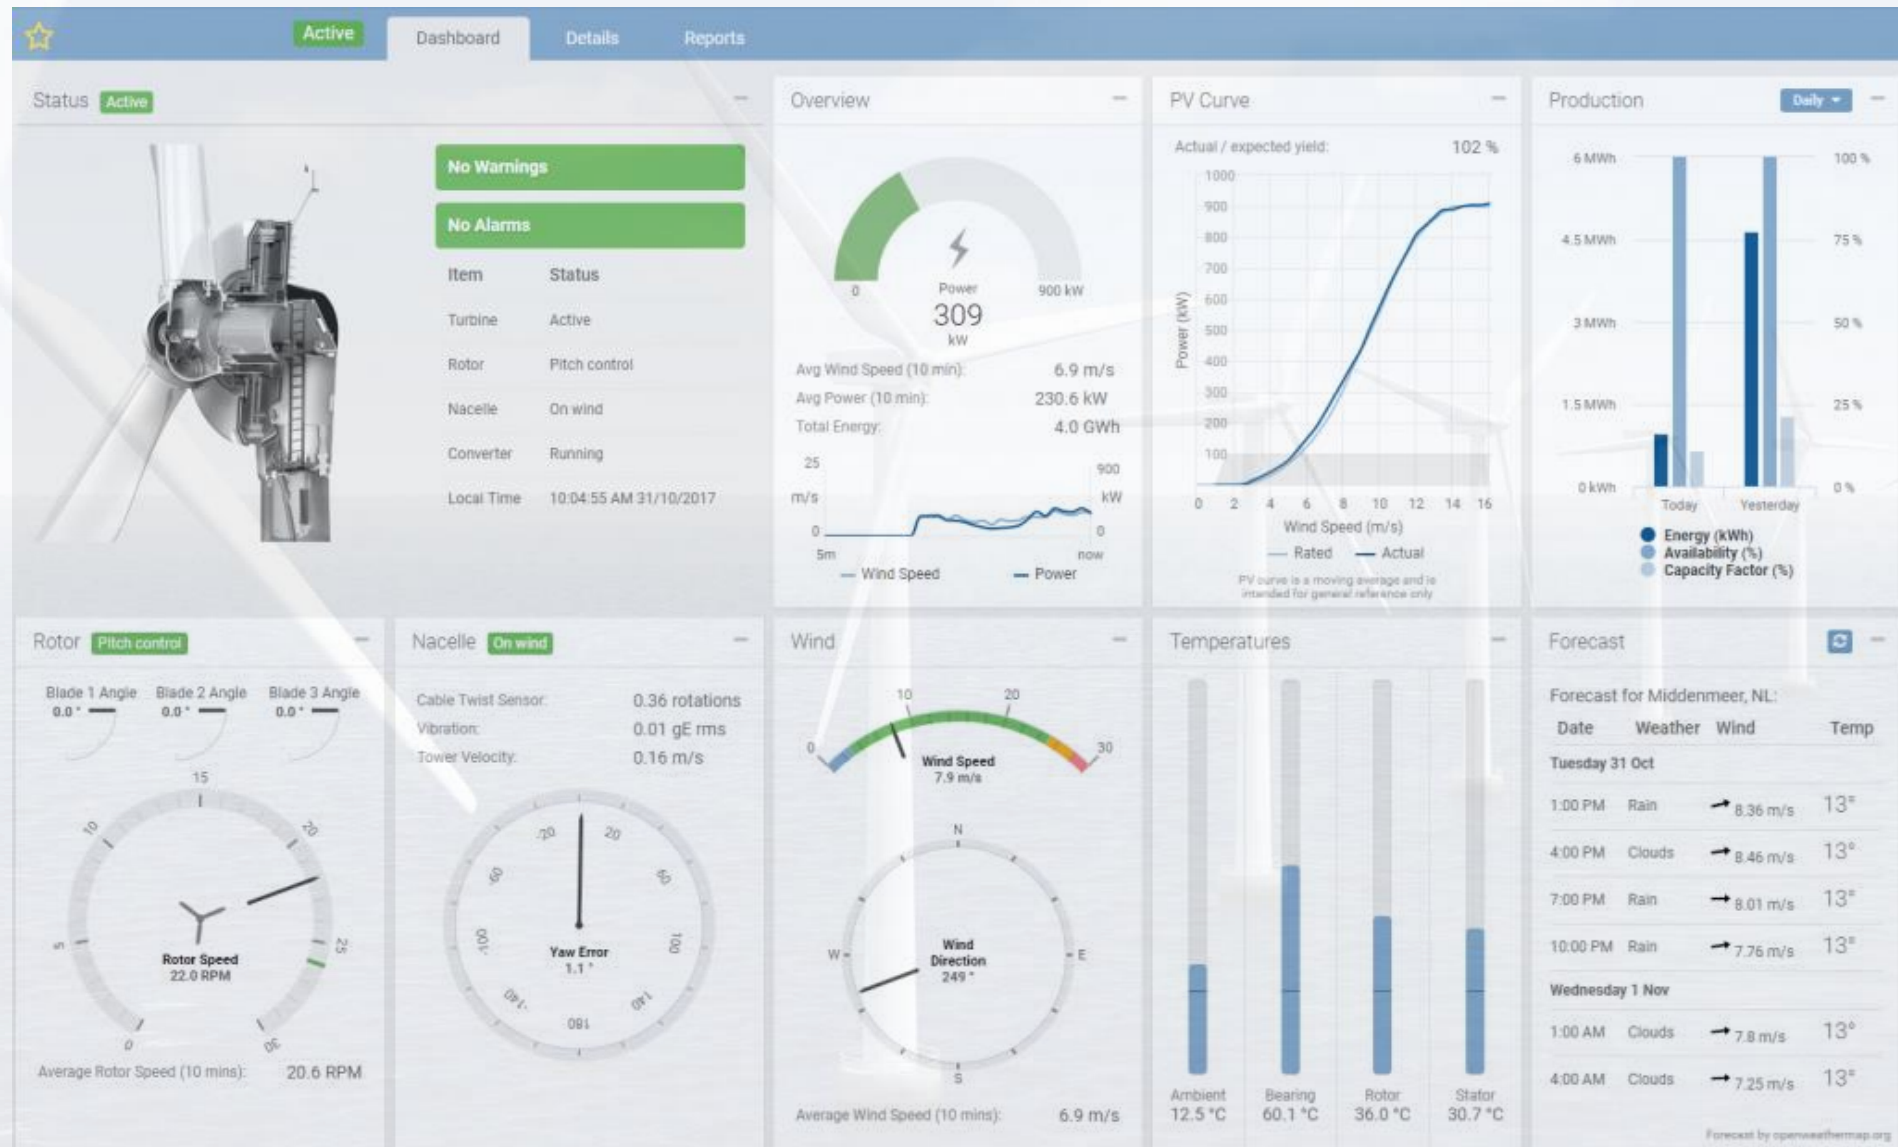 Active
Dashboard
Details
Reports
Status Active
No Warnings
No Alarms
Item Status
Turbine Active
Rotor Pitch control
Nacelle On wind
Converter Running
Local Time 10:04:55 AM 31/10/2017
Overview
0
900 kW
Power
309
kW
Avg Wind Speed (10 min): 6.9 m/s
Avg Power (10 min): 230.6 kW
Total Energy: 4.0 GWh
25 900
m/s kW
0 0
5m now
Wind Speed Power
PV Curve
Actual / expected yield: 102 %
1000
900
800
700
600
500
400
300
200
100
Power (kW)
0 2 4 6 8 10 12 14 16
Wind Speed (m/s)
Rated Actual
PV curve is a moving average and is
intended for general reference only
Production Daily
6 MWh 100 %
4.5 MWh 75 %
3 MWh 50 %
1.5 MWh 25 %
0 kWh 0 %
Today Yesterday
Energy (kWh)
Availability (%)
Capacity Factor (%)
Rotor Pitch control
Blade 1 Angle Blade 2 Angle Blade 3 Angle
0.0 ° 0.0 ° 0.0 °
15
10 20
5 25
Rotor Speed
22.0 RPM
0 30
Average Rotor Speed (10 mins): 20.6 RPM
Nacelle On wind
Cable Twist Sensor: 0.36 rotations
Vibration: 0.01 gE rms
Tower Velocity: 0.16 m/s
-20 20
-60 60
-100 100
Yaw Error
1.1 °
-140 140
180
Wind
10 20
0 30
Wind Speed
7.9 m/s
N
W E
Wind
Direction
249 °
S
Average Wind Speed (10 mins): 6.9 m/s
Temperatures
Ambient Bearing Rotor Stator
12.5 °C 60.1 °C 36.0 °C 30.7 °C
Forecast
Forecast for Middenmeer, NL:
Date Weather Wind Temp
Tuesday 31 Oct
1:00 PM Rain 8.36 m/s 13°
4:00 PM Clouds 8.46 m/s 13°
7:00 PM Rain 8.01 m/s 13°
10:00 PM Rain 7.76 m/s 13°
Wednesday 1 Nov
1:00 AM Clouds 7.8 m/s 13°
4:00 AM Clouds 7.25 m/s 13°
Forecast by openweathermap.org